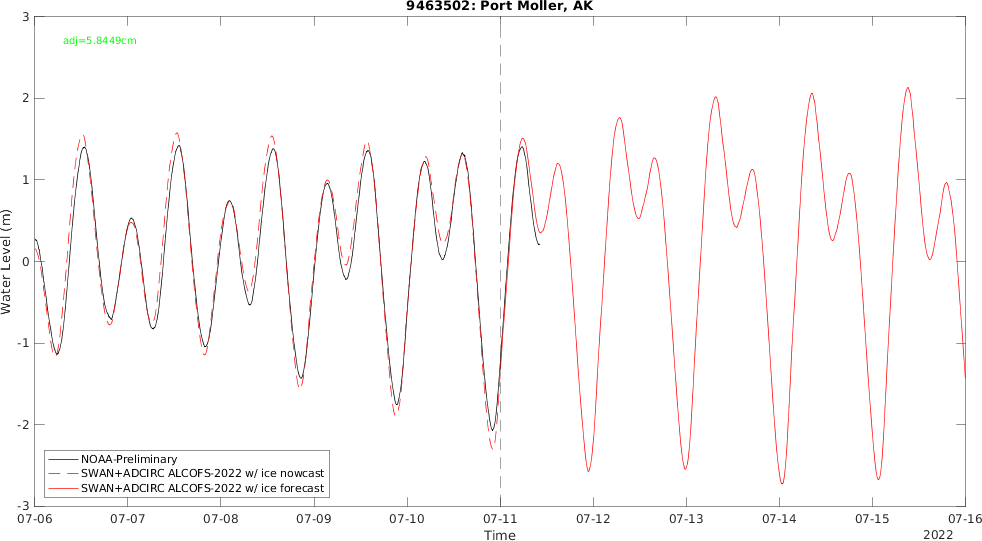 9463502: Port Moller, AK
adj=5.8449cm
Water Level (m)
3
2
1
0
-1
-2
-3
NOAA-Preliminary
SWAN+ADCIRC ALCOFS-2022 w/ ice nowcast
SWAN+ADCIRC ALCOFS-2022 w/ ice forecast
07-06 07-07 07-08 07-09 07-10 07-11 07-12 07-13 07-14 07-15 07-16
Time
2022